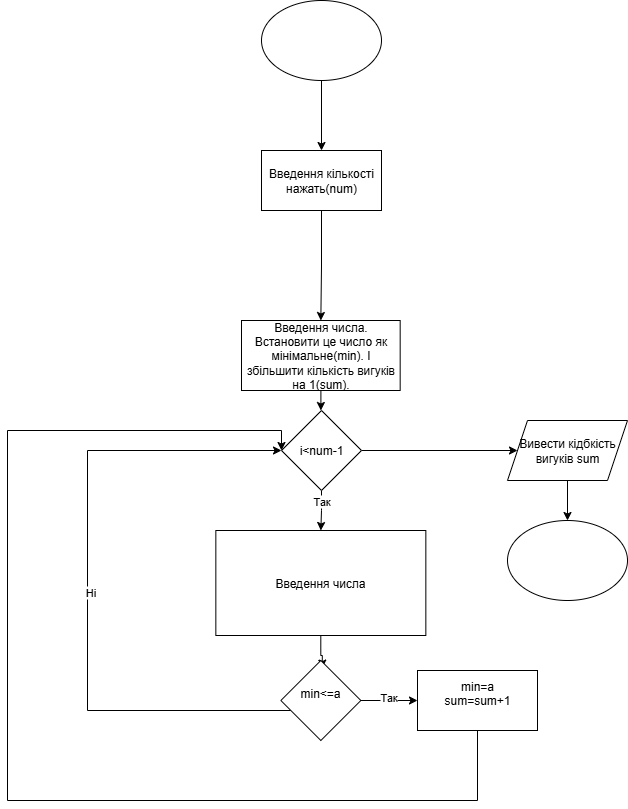 Введення кількості
нажать(num)
Введення числа.
Встановити це число як
мінімальне(min). І
збільшити кількість вигуків
на 1(sum).
i<num-1
Вивести кідбкість
вигуків sum
Так
Введення числа
Ні
min<=a
Так
min=a
sum=sum+1